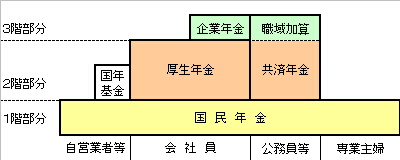 3階部分
企業年金
職域加算
2階部分
国年
基金
厚生年金
共済年金
1階部分
国 民 年 金
自営業者等
会 社 員
公務員等
専業主婦